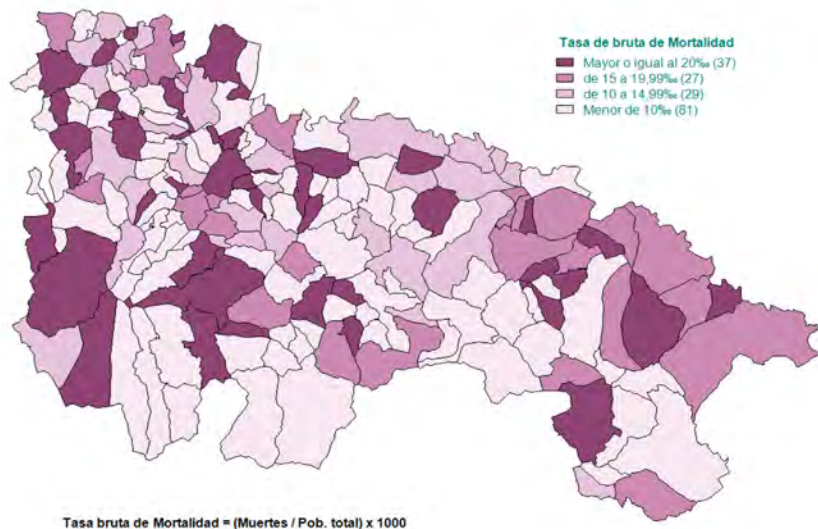 Tasa de bruta de Mortalidad
Mayor o igual al 20‰ (37)
de 15 a 19,99‰ (27)
de 10 a 14,99‰ (29)
Menor de 10‰ (81)
Tasa bruta de Mortalidad = (Muertes / Pob. total) x 1000